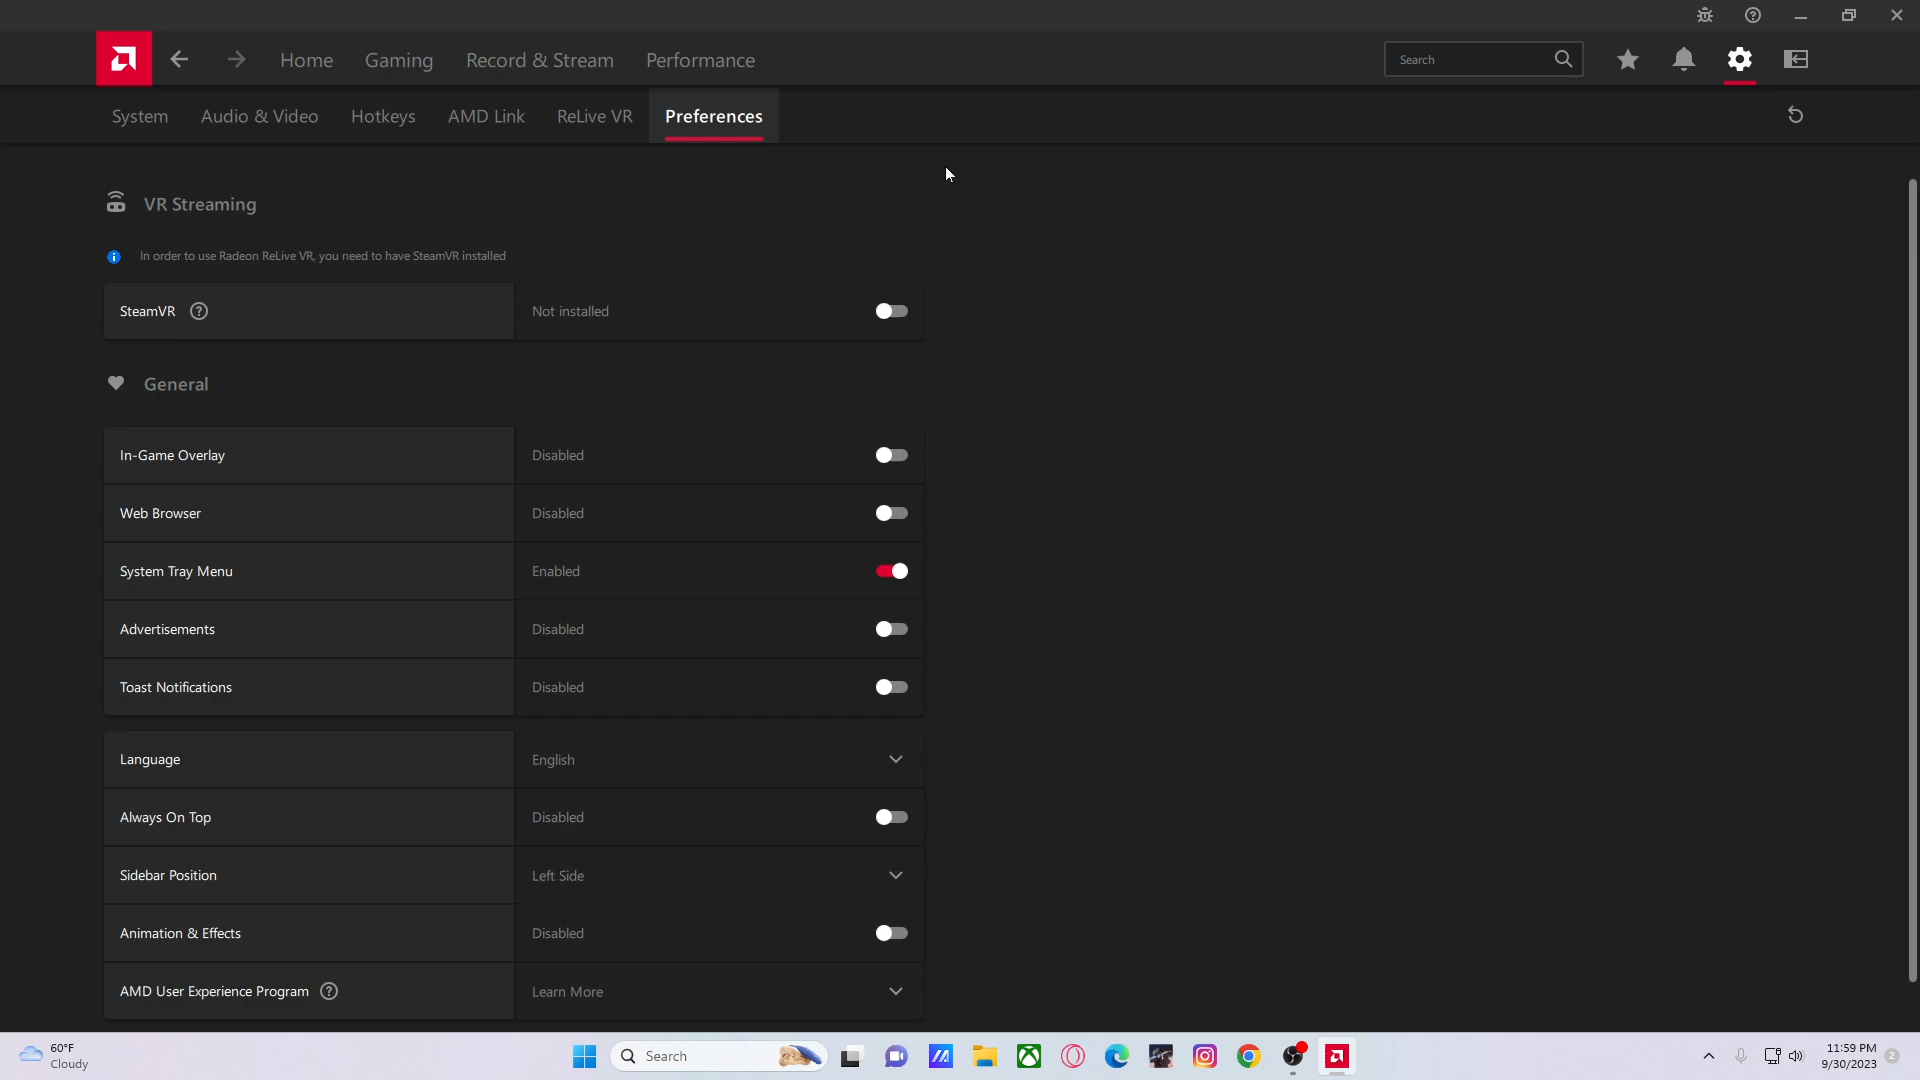 Home Gaming Record & Stream Performance Search
System Audio & Video Hotkeys AMD Link ReLive VR Preferences
VR Streaming
In order to use Radeon ReLive VR, you need to have SteamVR installed
SteamVR Not installed
General
In-Game Overlay Disabled
Web Browser Disabled
System Tray Menu Enabled
Advertisements Disabled
Toast Notifications Disabled
Language English
Always On Top Disabled
Sidebar Position Left Side
Animation & Effects Disabled
AMD User Experience Program Learn More
60°F
Cloudy
Search
11:59 PM
9/30/2023
2